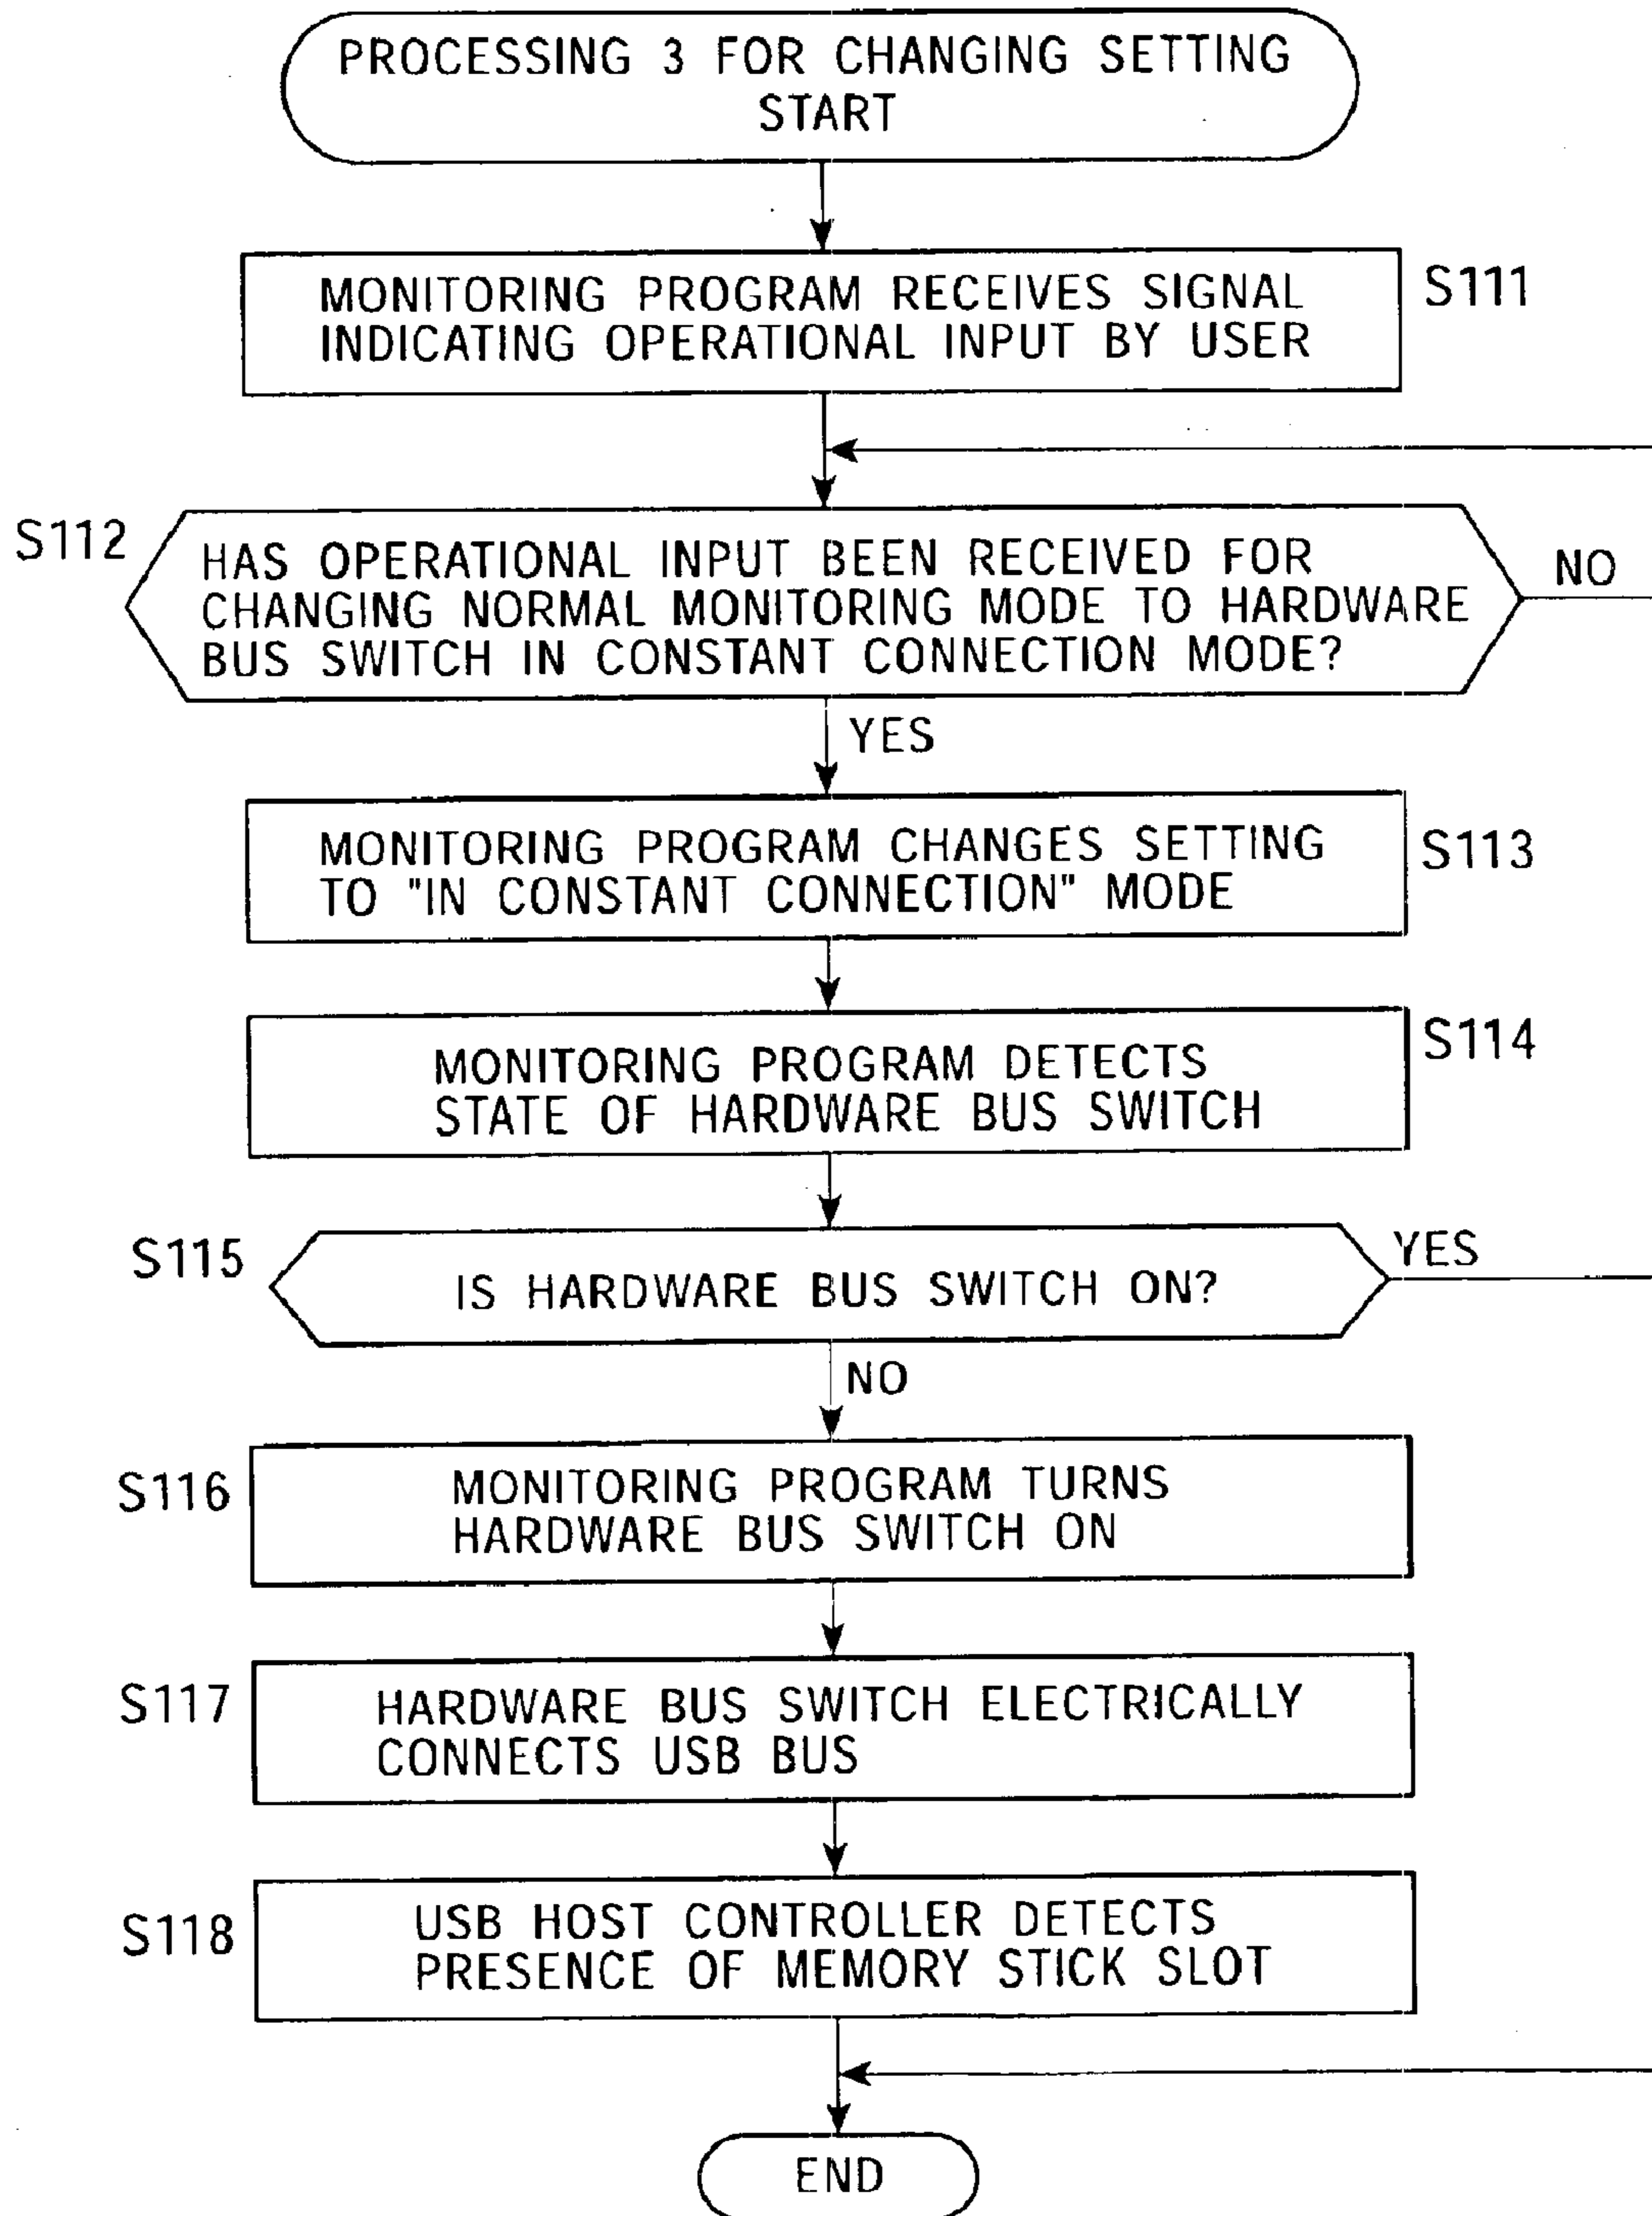 PROCESSING 3 FOR CHANGING SETTING
START
MONITORING PROGRAM RECEIVES SIGNAL
INDICATING OPERATIONAL INPUT BY USER
S111
S112
HAS OPERATIONAL INPUT BEEN RECEIVED FOR
CHANGING NORMAL MONITORING MODE TO HARDWARE
BUS SWITCH IN CONSTANT CONNECTION MODE?
NO
YES
MONITORING PROGRAM CHANGES SETTING
TO "IN CONSTANT CONNECTION" MODE
S113
MONITORING PROGRAM DETECTS
STATE OF HARDWARE BUS SWITCH
S114
S115
IS HARDWARE BUS SWITCH ON?
YES
NO
S116
MONITORING PROGRAM TURNS
HARDWARE BUS SWITCH ON
S117
HARDWARE BUS SWITCH ELECTRICALLY
CONNECTS USB BUS
S118
USB HOST CONTROLLER DETECTS
PRESENCE OF MEMORY STICK SLOT
END